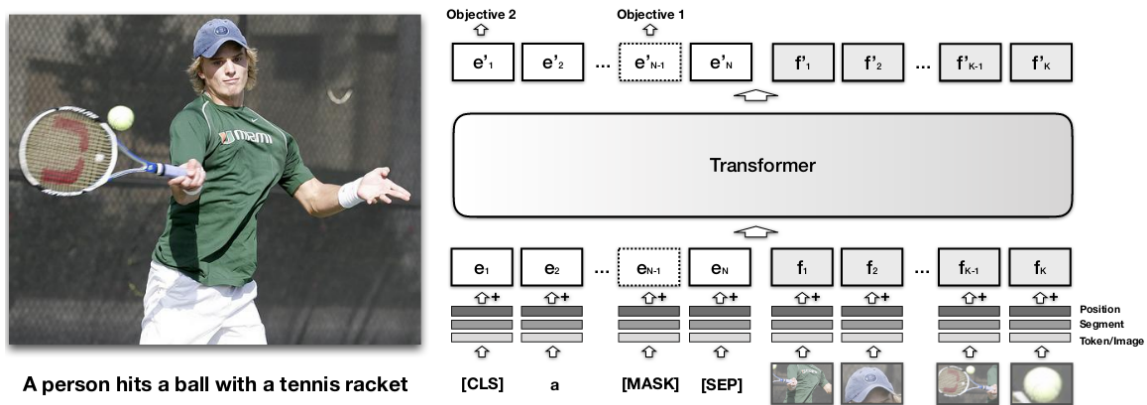 Objective 2
Objective 1
e'1 e'2 ... e'N-1 e'N f'1 f'2 ... f'K-1 f'K
U miami
Transformer
e1 e2 ... eN-1 eN f1 f2 ... fK-1 fK
+ + + + + + + +
Position
Segment
Token/Image
A person hits a ball with a tennis racket
[CLS] a [MASK] [SEP]